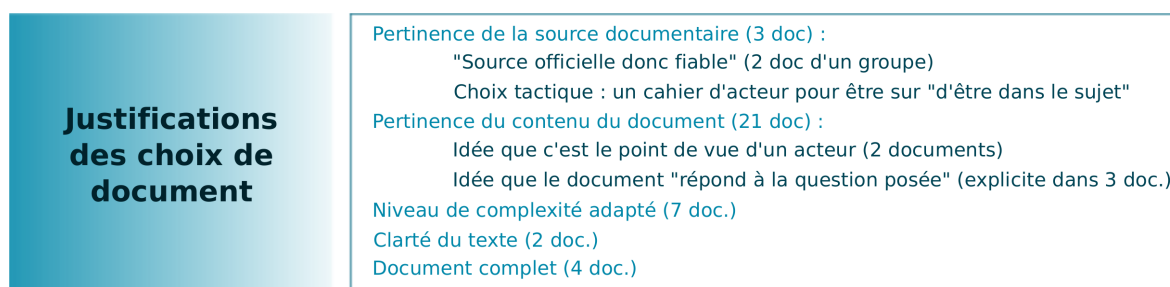 Justifications
des choix de
document
Pertinence de la source documentaire (3 doc) :
"Source officielle donc fiable" (2 doc d'un groupe)
Choix tactique : un cahier d'acteur pour être sur "d'être dans le sujet"
Pertinence du contenu du document (21 doc) :
Idée que c'est le point de vue d'un acteur (2 documents)
Idée que le document "répond à la question posée" (explicite dans 3 doc.)
Niveau de complexité adapté (7 doc.)
Clarté du texte (2 doc.)
Document complet (4 doc.)